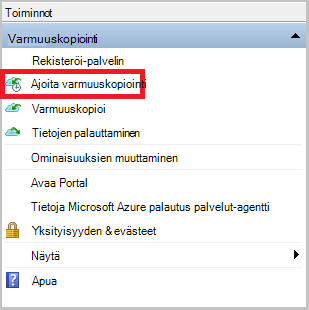 Toiminnot
Varmuuskopiointi
Rekisteröi-palvelin
Ajoita varmuuskopiointi
Varmuuskopioi
Tietojen palauttaminen
Ominaisuuksien muuttaminen
Avaa Portal
Tietoja Microsoft Azure palautus palvelut-agentti
Yksityisyyden & evästeet
Näytä
Apua